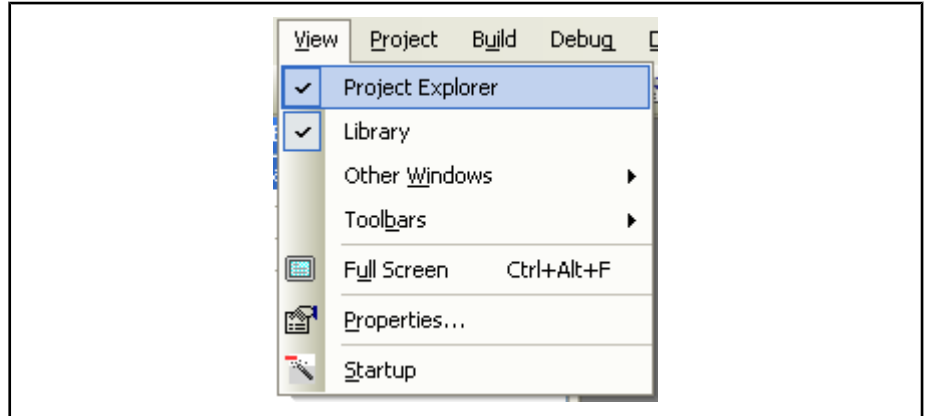 View Project Build Debug
Project Explorer
Library
Other Windows
Toolbars
Full Screen Ctrl+Alt+F
Properties...
Startup